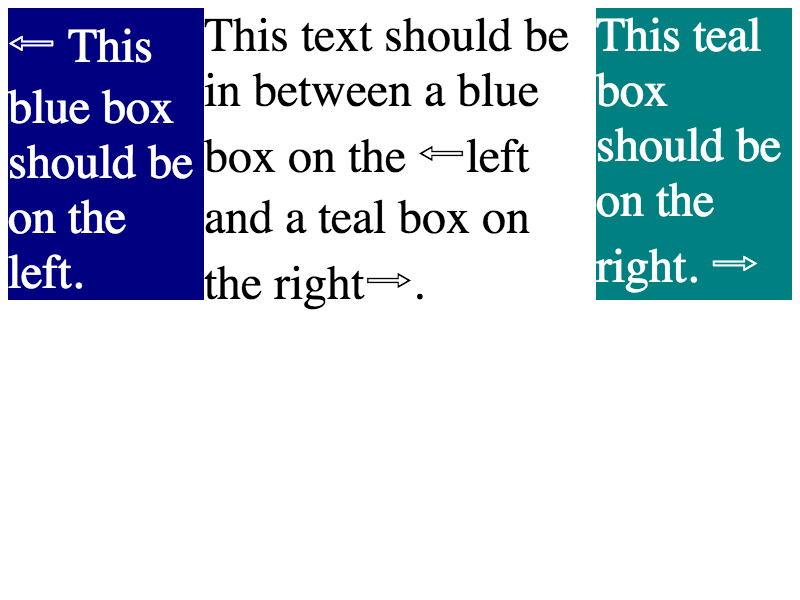 ⇐ This
blue box
should be
on the
left.
This text should be
in between a blue
box on the ⇐left
and a teal box on
the right⇒.
This teal
box
should be
on the
right. ⇒